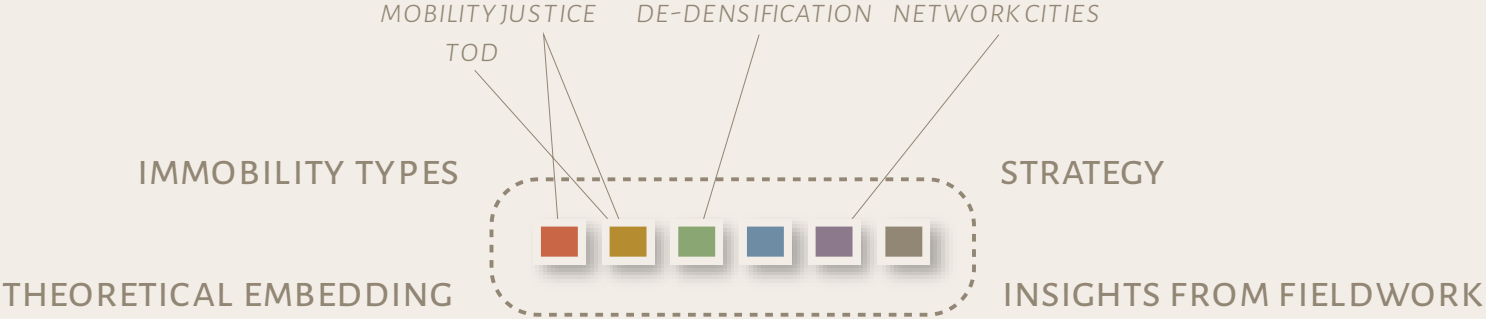 MOBILITY JUSTICE DE-DENSIFICATION NETWORK CITIES
TOD
IMMOBILITY TYPES STRATEGY
THEORETICAL EMBEDDING INSIGHTS FROM FIELDWORK